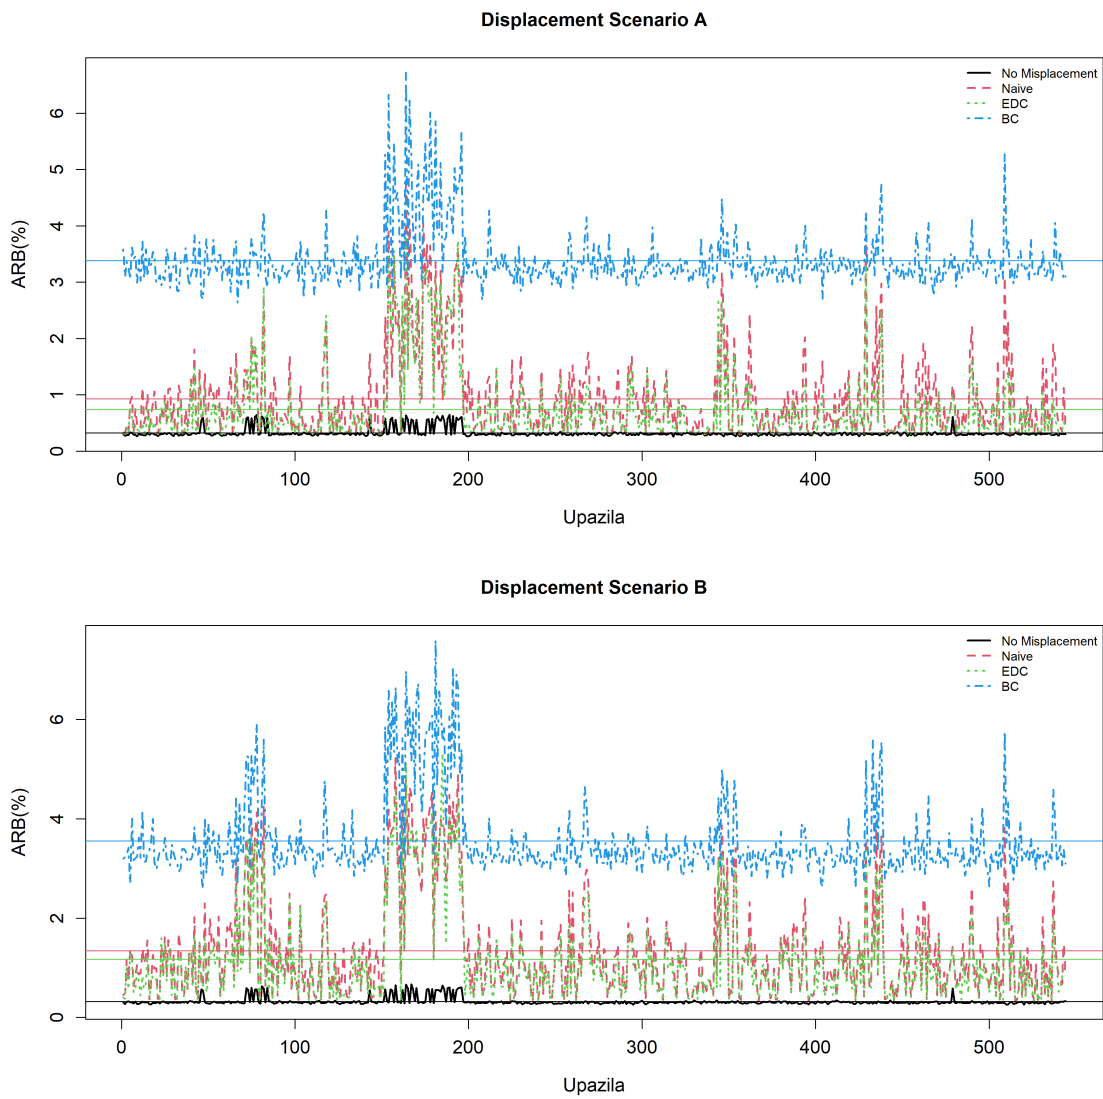 Displacement Scenario A
No Misplacement
Naive
EDC
BC
ARB(%)
6
5
4
3
2
1
0
0 100 200 300 400 500
Upazila
Displacement Scenario B
No Misplacement
Naive
EDC
BC
ARB(%)
6
4
2
0
0 100 200 300 400 500
Upazila